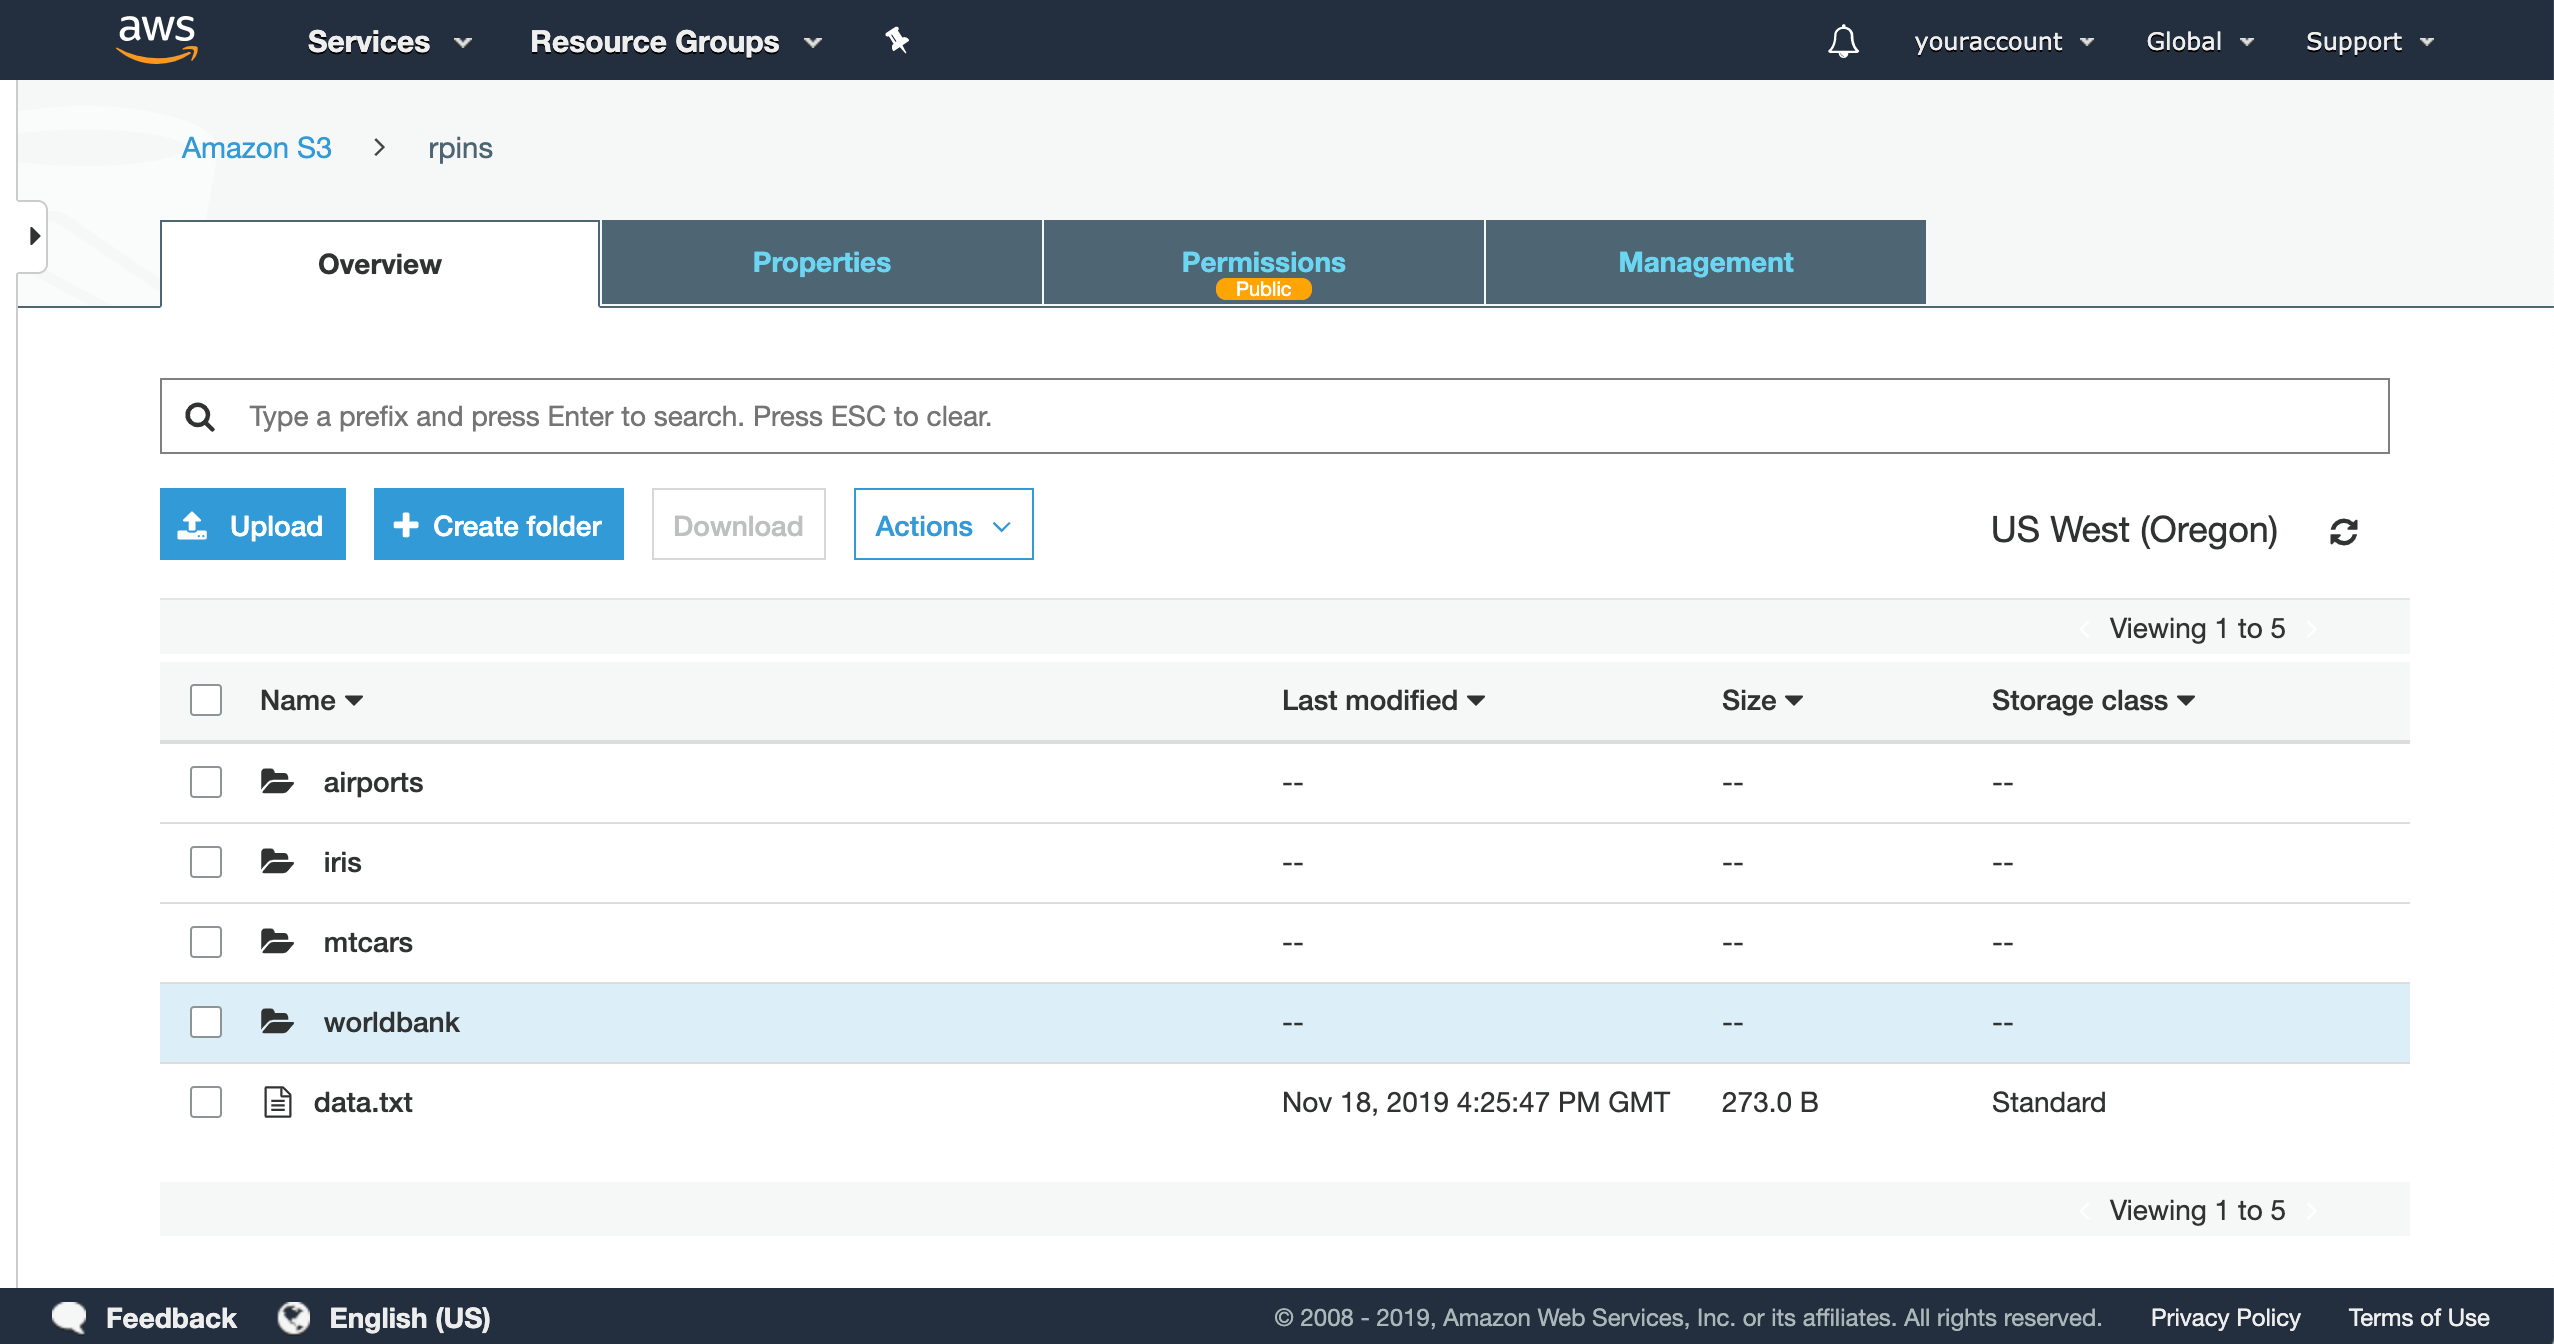 aws Services Resource Groups youraccount Global Support
Amazon S3 > rpins
Overview Properties Permissions Management
Public
Type a prefix and press Enter to search. Press ESC to clear.
Upload Create folder Download Actions US West (Oregon)
Viewing 1 to 5
Name Last modified Size Storage class
airports -- -- --
iris -- -- --
mtcars -- -- --
worldbank -- -- --
data.txt Nov 18, 2019 4:25:47 PM GMT 273.0 B Standard
Viewing 1 to 5
Feedback English (US) © 2008 - 2019, Amazon Web Services, Inc. or its affiliates. All rights reserved. Privacy Policy Terms of Use